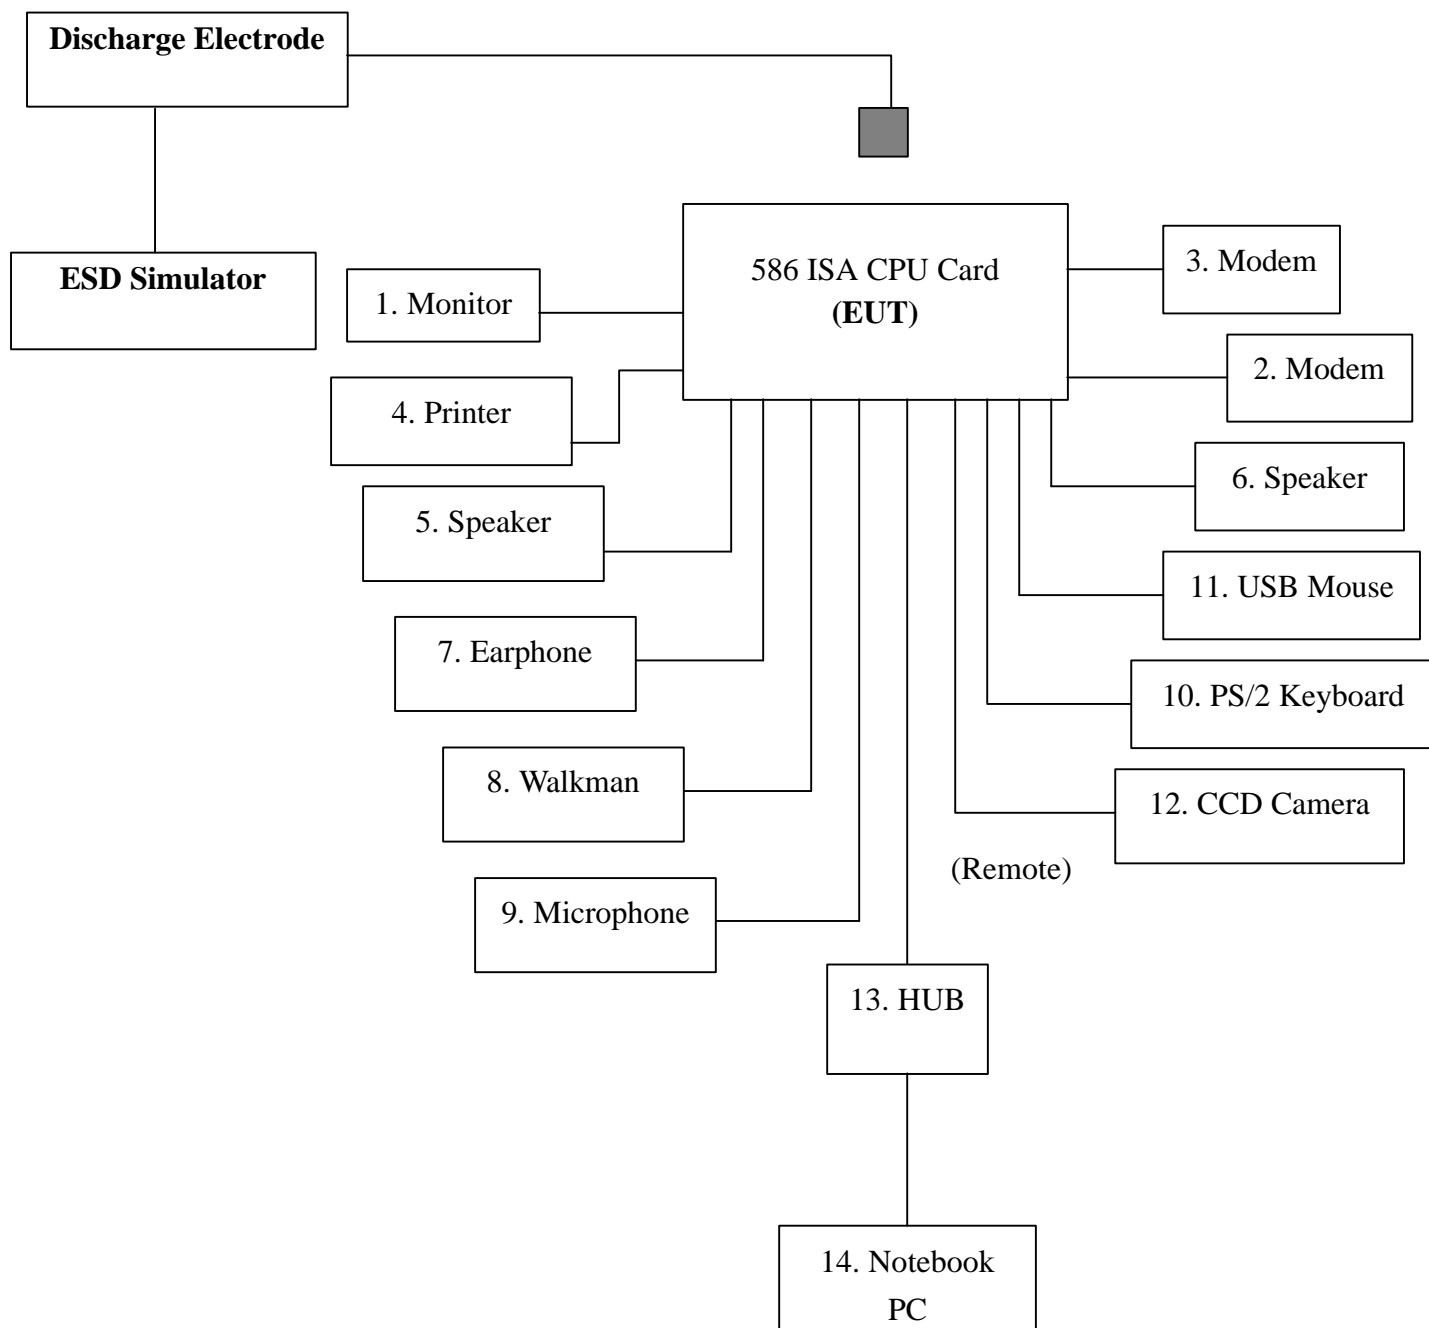 Discharge Electrode
ESD Simulator
586 ISA CPU Card
(EUT)
1. Monitor
3. Modem
4. Printer
2. Modem
5. Speaker
6. Speaker
11. USB Mouse
7. Earphone
10. PS/2 Keyboard
8. Walkman
12. CCD Camera
(Remote)
9. Microphone
13. HUB
14. Notebook
PC